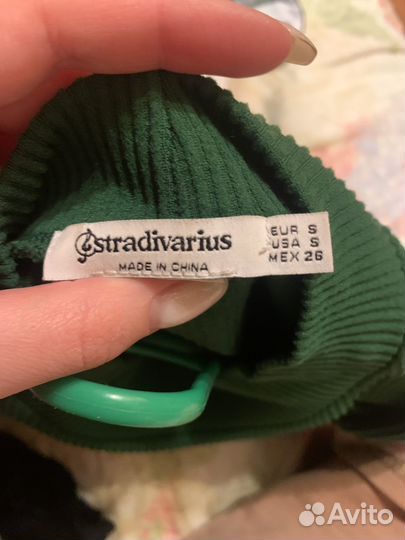 stradivarius
MADE IN CHINA
EUR S
USA S
MEX 26
Avito